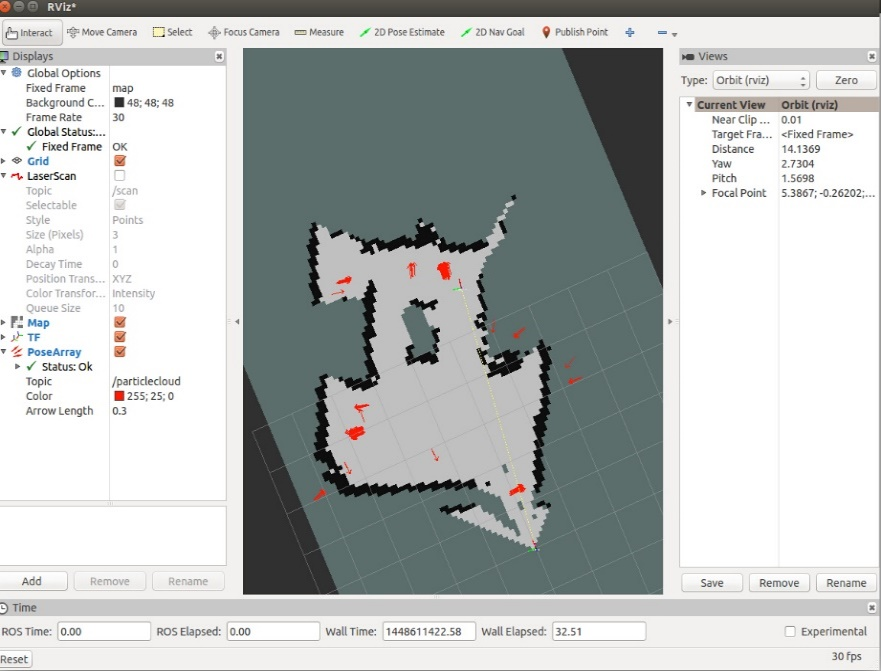 RViz*
Interact Move Camera Select Focus Camera Measure 2D Pose Estimate 2D Nav Goal Publish Point
Displays
Global Options
Fixed Frame map
Background C... 48; 48; 48
Frame Rate 30
Global Status:...
Fixed Frame OK
Grid
LaserScan
Topic /scan
Selectable
Style Points
Size (Pixels) 3
Alpha 1
Decay Time 0
Position Trans... XYZ
Color Transfor... Intensity
Queue Size 10
Map
TF
PoseArray
Status: Ok
Topic /particlecloud
Color 255; 25; 0
Arrow Length 0.3
Add Remove Rename
Views
Type: Orbit (rviz) Zero
Current View Orbit (rviz)
Near Clip ... 0.01
Target Fra... <Fixed Frame>
Distance 14.1369
Yaw 2.7304
Pitch 1.5698
Focal Point 5.3867; -0.26202;...
Save Remove Rename
Time
ROS Time: 0.00 ROS Elapsed: 0.00 Wall Time: 1448611422.58 Wall Elapsed: 32.51 Experimental
Reset 30 fps